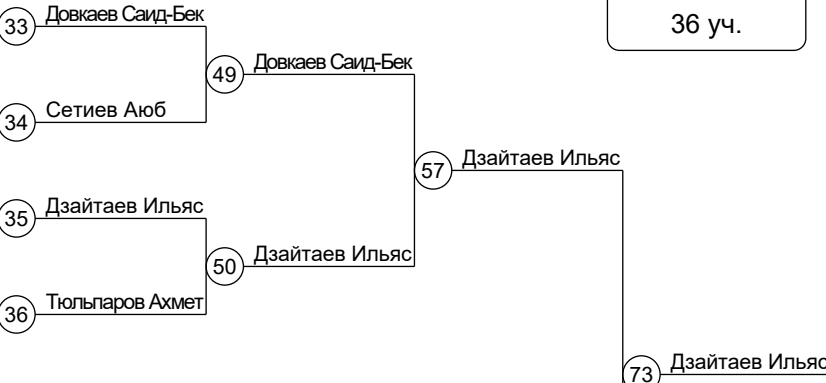 36 уч.
33 Довкаев Саид-Бек
49 Довкаев Саид-Бек
34 Сетиев Аюб
57 Дзайтаев Ильяс
35 Дзайтаев Ильяс
50 Дзайтаев Ильяс
36 Тюльпаров Ахмет
73 Дзайтаев Ильяс